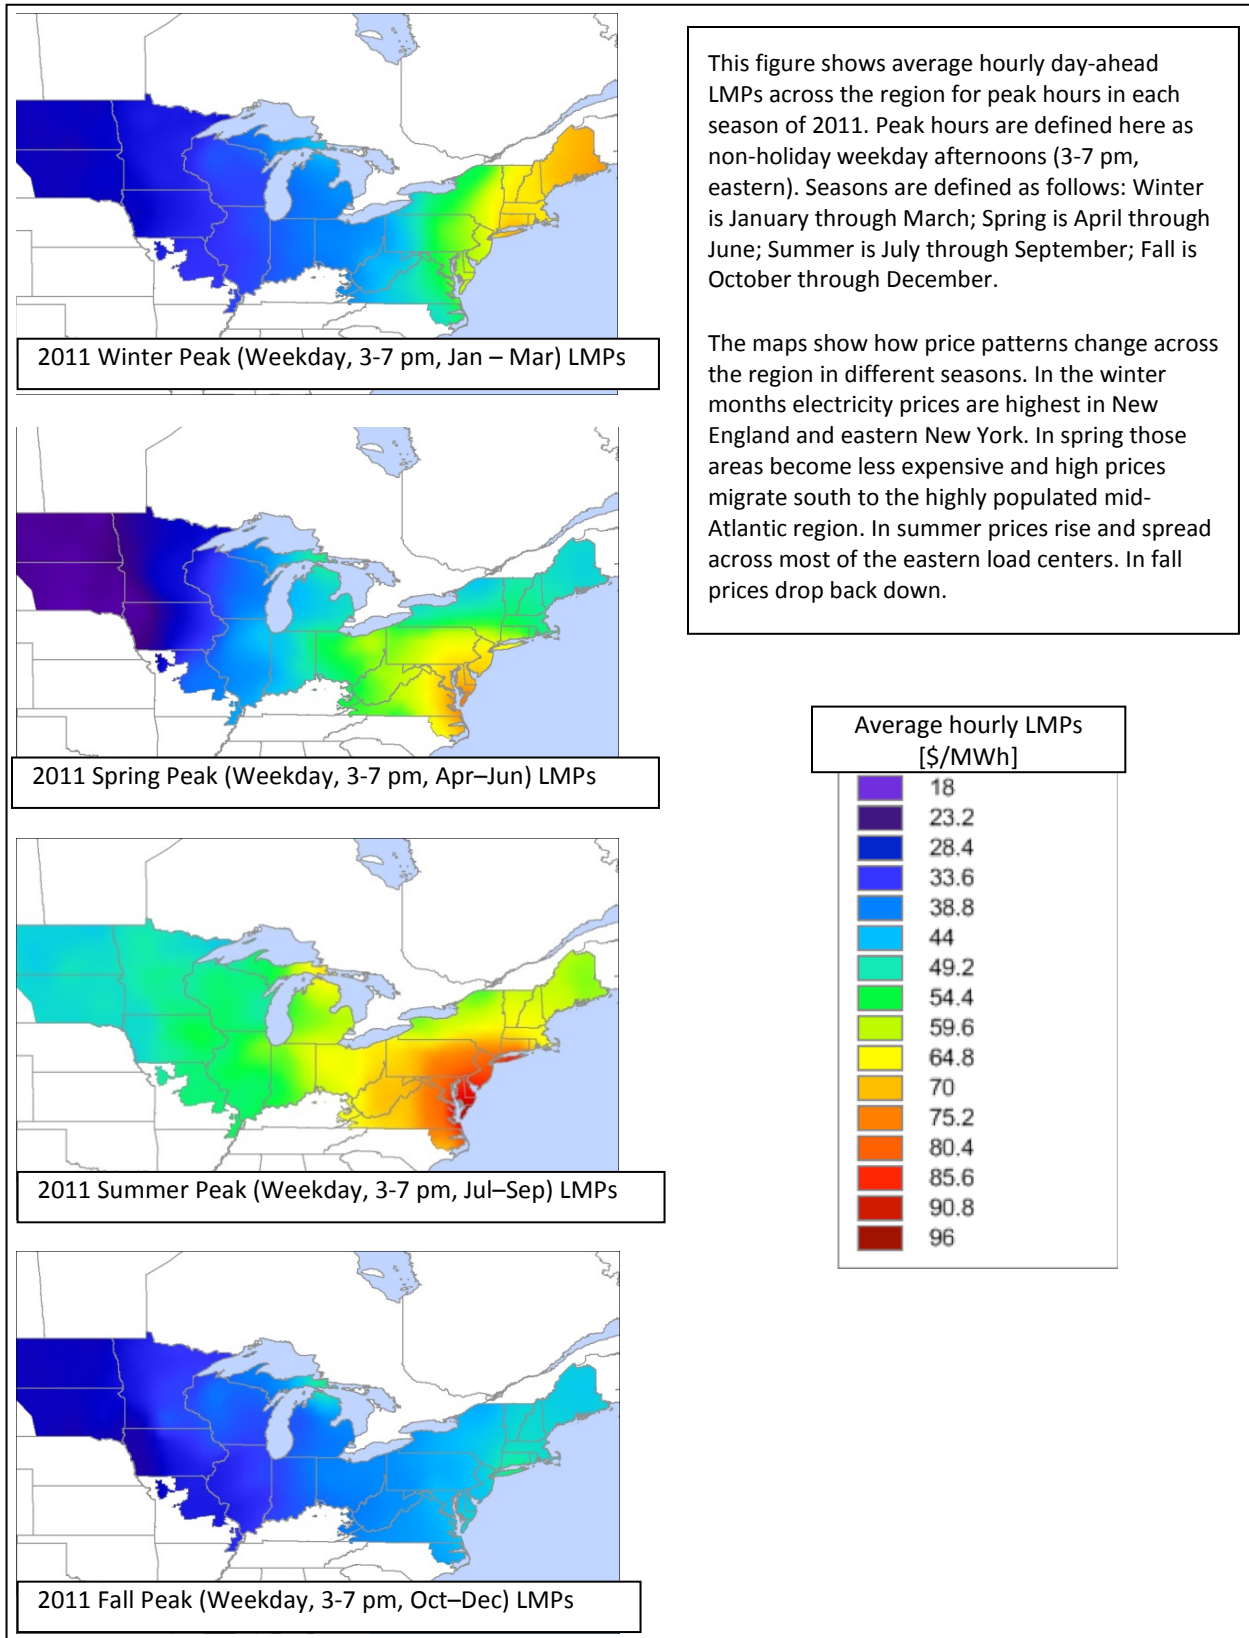 This figure shows average hourly day-ahead
LMPs across the region for peak hours in each
season of 2011. Peak hours are defined here as
non-holiday weekday afternoons (3-7 pm,
eastern). Seasons are defined as follows: Winter
is January through March; Spring is April through
June; Summer is July through September; Fall is
October through December.
The maps show how price patterns change across
the region in different seasons. In the winter
months electricity prices are highest in New
England and eastern New York. In spring those
areas become less expensive and high prices
migrate south to the highly populated mid-
Atlantic region. In summer prices rise and spread
across most of the eastern load centers. In fall
prices drop back down.
2011 Winter Peak (Weekday, 3-7 pm, Jan – Mar) LMPs
2011 Spring Peak (Weekday, 3-7 pm, Apr–Jun) LMPs
Average hourly LMPs
[$/MWh]
18
23.2
28.4
33.6
38.8
44
49.2
54.4
59.6
64.8
70
75.2
80.4
85.6
90.8
96
2011 Summer Peak (Weekday, 3-7 pm, Jul–Sep) LMPs
2011 Fall Peak (Weekday, 3-7 pm, Oct–Dec) LMPs